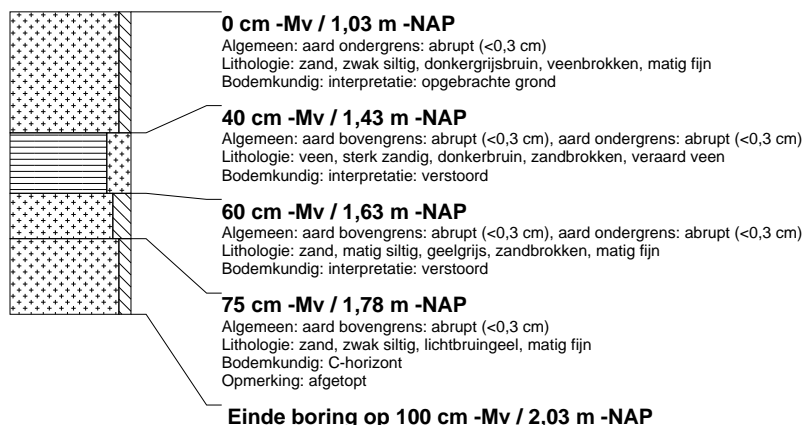 0 cm -Mv / 1,03 m -NAP
Algemeen: aard ondergrens: abrupt (<0,3 cm)
Lithologie: zand, zwak siltig, donkergrijsbruin, veenbrokken, matig fijn
Bodemkundig: interpretatie: opgebrachte grond
40 cm -Mv / 1,43 m -NAP
Algemeen: aard bovengrens: abrupt (<0,3 cm), aard ondergrens: abrupt (<0,3 cm)
Lithologie: veen, sterk zandig, donkerbruin, zandbrokken, veraard veen
Bodemkundig: interpretatie: verstoord
60 cm -Mv / 1,63 m -NAP
Algemeen: aard bovengrens: abrupt (<0,3 cm), aard ondergrens: abrupt (<0,3 cm)
Lithologie: zand, matig siltig, geelgrijs, zandbrokken, matig fijn
Bodemkundig: interpretatie: verstoord
75 cm -Mv / 1,78 m -NAP
Algemeen: aard bovengrens: abrupt (<0,3 cm)
Lithologie: zand, zwak siltig, lichtbruingeel, matig fijn
Bodemkundig: C-horizont
Opmerking: afgetopt
Einde boring op 100 cm -Mv / 2,03 m -NAP